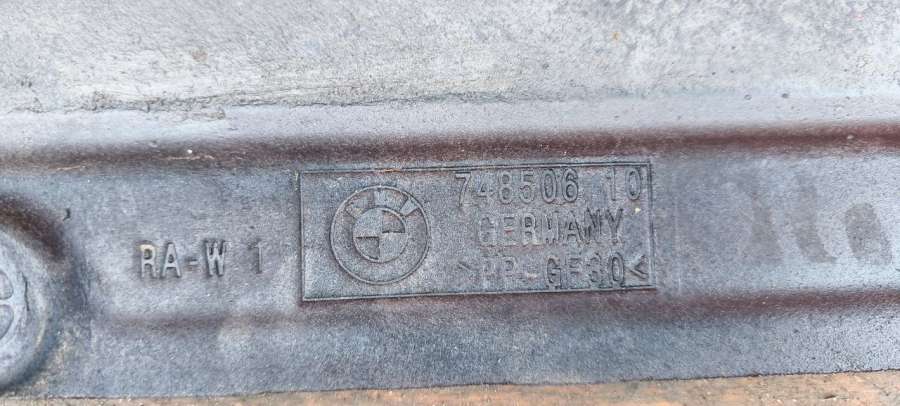 RA-W 1
748506 10
GERMANY
>PP-GF30<